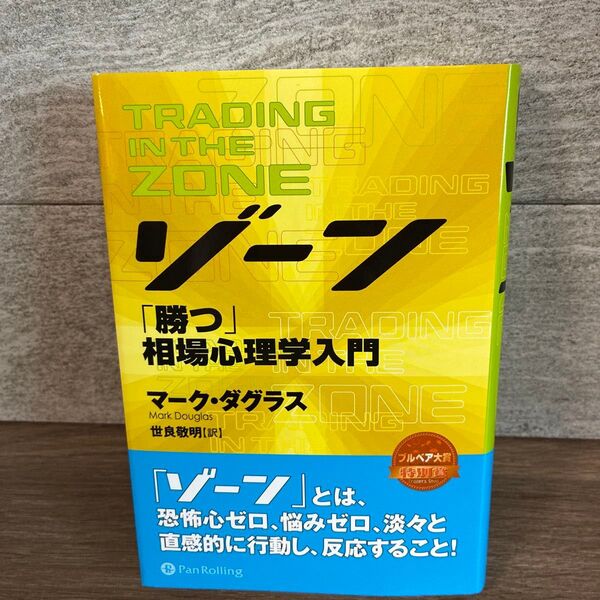 TRADING
IN THE
ZONE
ゾーン
「勝つ」
相場心理学入門
マーク・ダグラス
Mark Douglas
世良敬明[訳]
ブルベア大賞
特別賞
「ゾーン」とは、
恐怖心ゼロ、悩みゼロ、淡々と
直感的に行動し、反応すること!
PanRolling